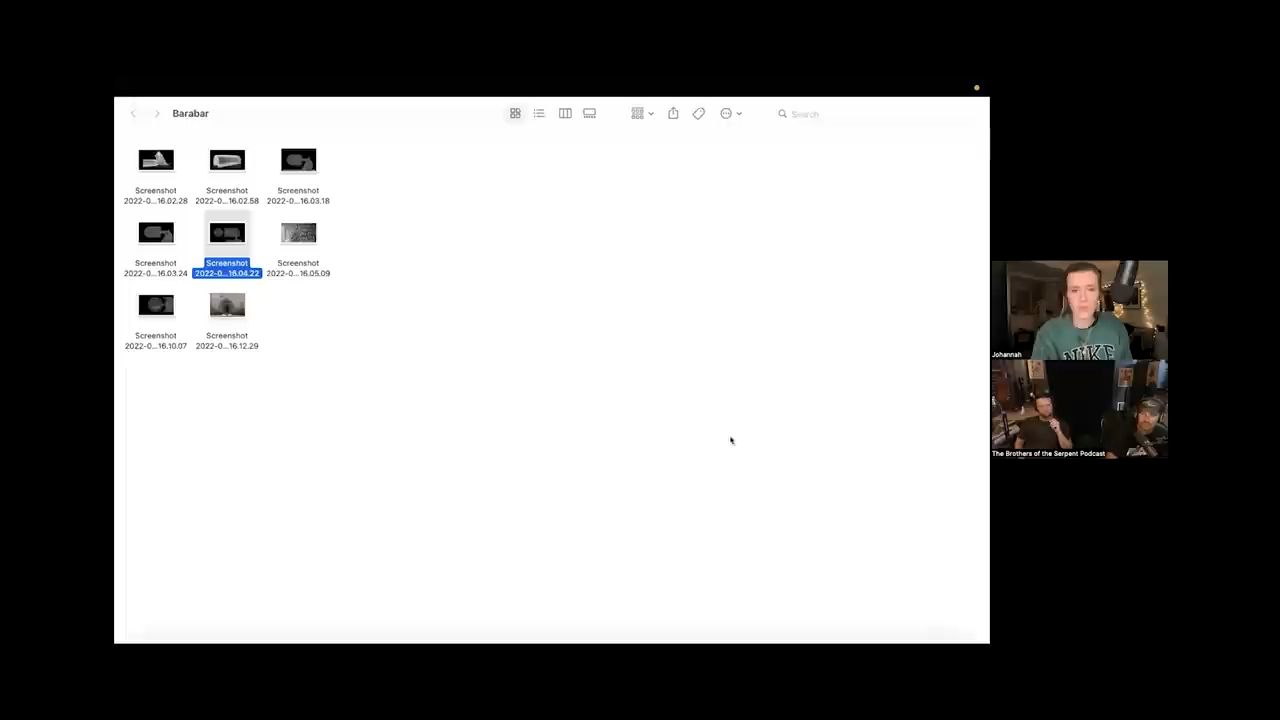 Barabar
Search
Screenshot
2022-0...16.02.28
Screenshot
2022-0...16.02.58
Screenshot
2022-0...16.03.18
Screenshot
2022-0...16.03.24
Screenshot
2022-0...16.04.22
Screenshot
2022-0...16.05.09
Screenshot
2022-0...16.10.07
Screenshot
2022-0...16.12.29
NIKE
Johannah
The Brothers of the Serpent Podcast